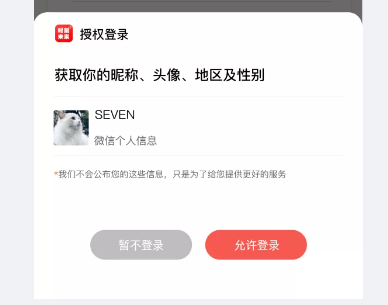 授权登录
获取你的昵称、头像、地区及性别
SEVEN
微信个人信息
*我们不会公布您的这些信息，只是为了给您提供更好的服务
暂不登录
允许登录